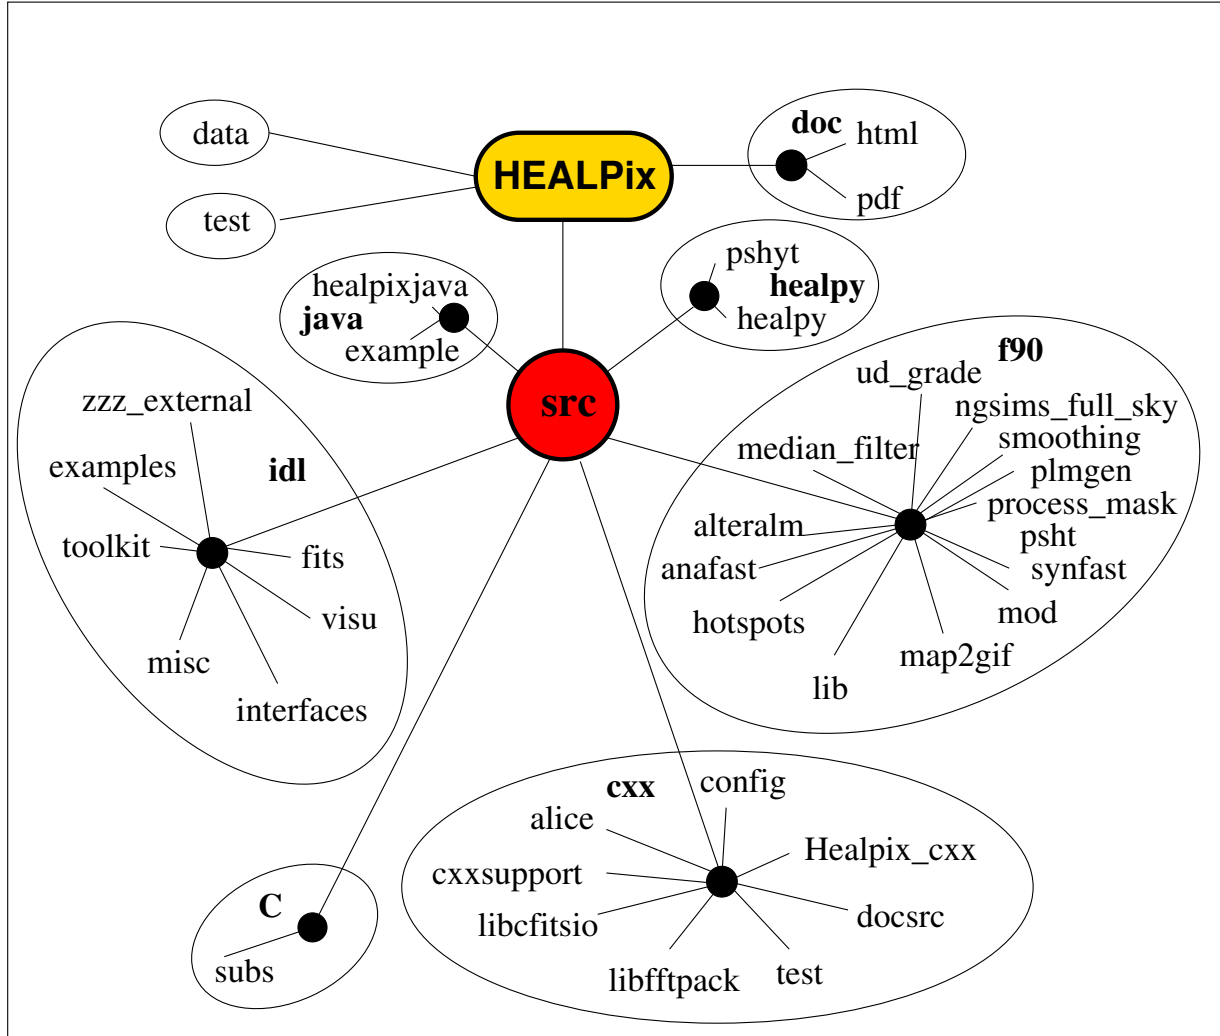 data
HEALPix
doc
html
pdf
test
pshyt
healpy
healpy
healpixjava
java
example
src
f90
ud_grade
ngsims_full_sky
smoothing
median_filter
plmgen
process_mask
alteralm
psht
anafast
synfast
hotspots
mod
map2gif
lib
zzz_external
examples
idl
toolkit
fits
visu
misc
interfaces
cxx
config
alice
Healpix_cxx
cxxsupport
docsrc
libcfitsio
libfftpack
test
C
subs